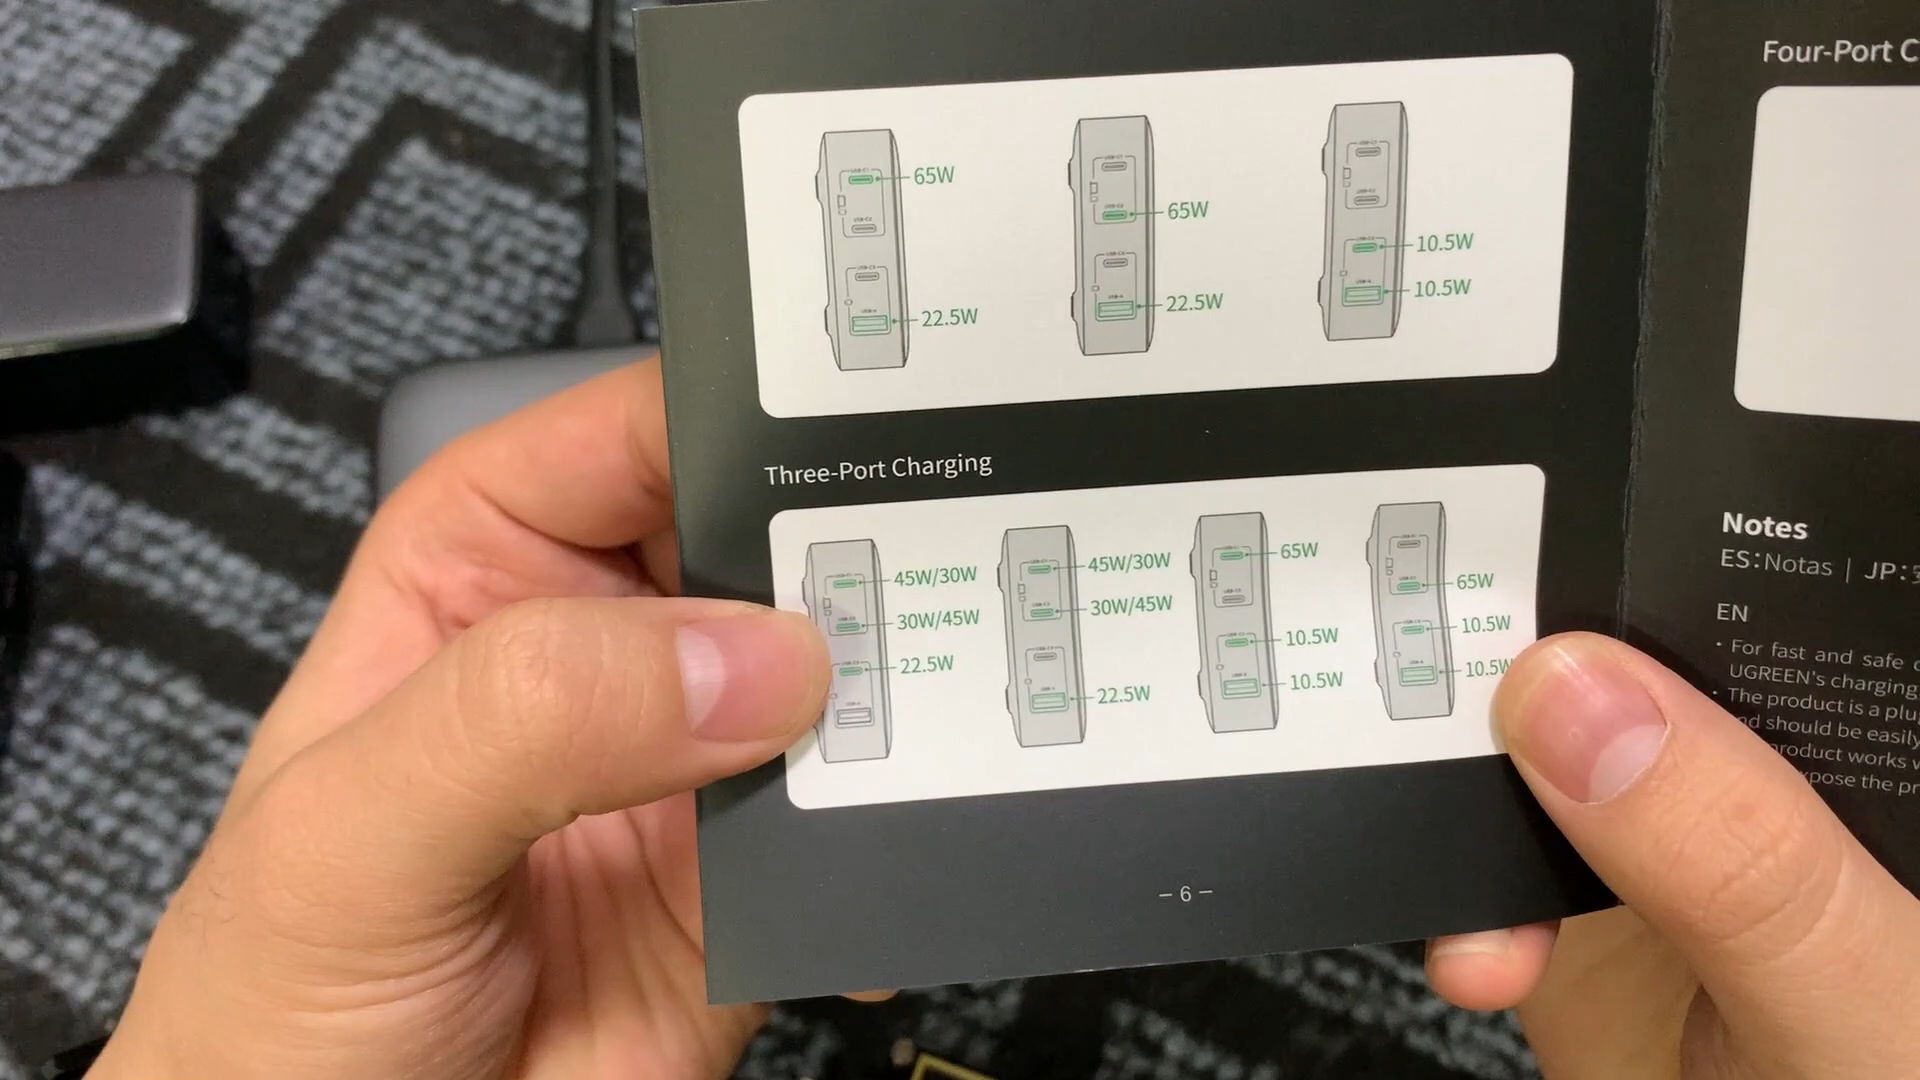 65W
22.5W
65W
22.5W
10.5W
10.5W
Three-Port Charging
45W/30W
30W/45W
22.5W
45W/30W
30W/45W
22.5W
65W
10.5W
10.5W
65W
10.5W
10.5W
– 6 –
Four-Port C
Notes
ES:Notas | JP:
EN
• For fast and safe
UGREEN's charging
• The product is a plu
nd should be easily
product works
xpose the pr